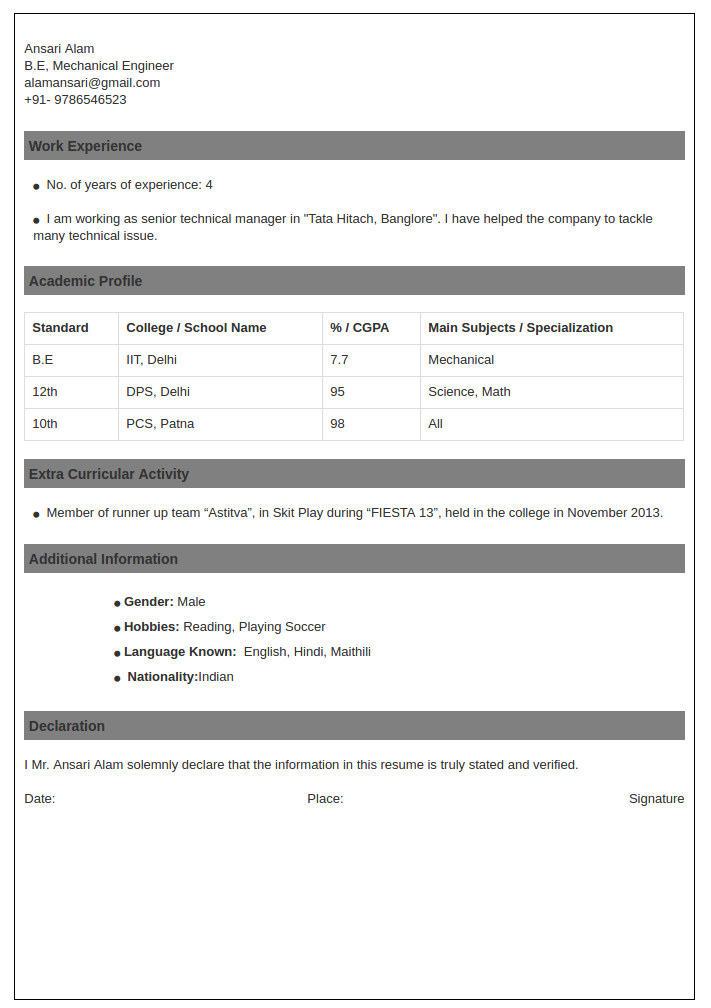 Ansari Alam
B.E, Mechanical Engineer
alamansari@gmail.com
+91- 9786546523
Work Experience
● No. of years of experience: 4
● I am working as senior technical manager in "Tata Hitach, Banglore". I have helped the company to tackle
many technical issue.
Academic Profile
Standard College / School Name % / CGPA Main Subjects / Specialization
B.E IIT, Delhi 7.7 Mechanical
12th DPS, Delhi 95 Science, Math
10th PCS, Patna 98 All
Extra Curricular Activity
● Member of runner up team “Astitva”, in Skit Play during “FIESTA 13”, held in the college in November 2013.
Additional Information
● Gender: Male
● Hobbies: Reading, Playing Soccer
● Language Known: English, Hindi, Maithili
● Nationality:Indian
Declaration
I Mr. Ansari Alam solemnly declare that the information in this resume is truly stated and verified.
Date: Place: Signature